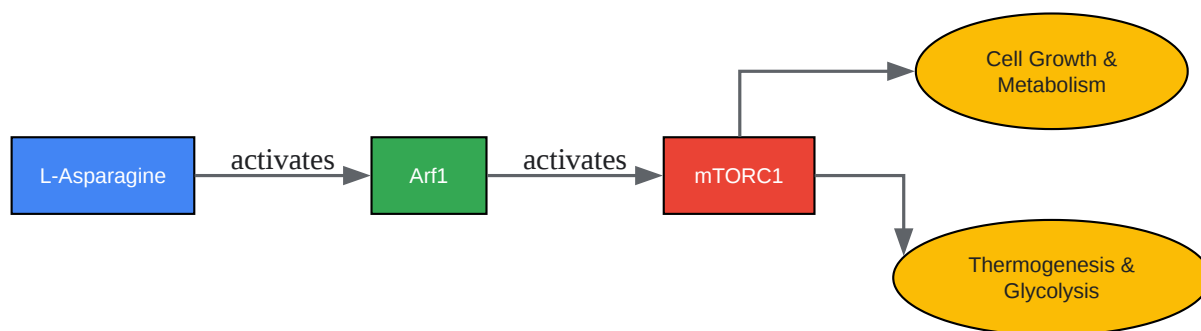 L-Asparagine
activates
Arf1
activates
mTORC1
Cell Growth &
Metabolism
Thermogenesis &
Glycolysis